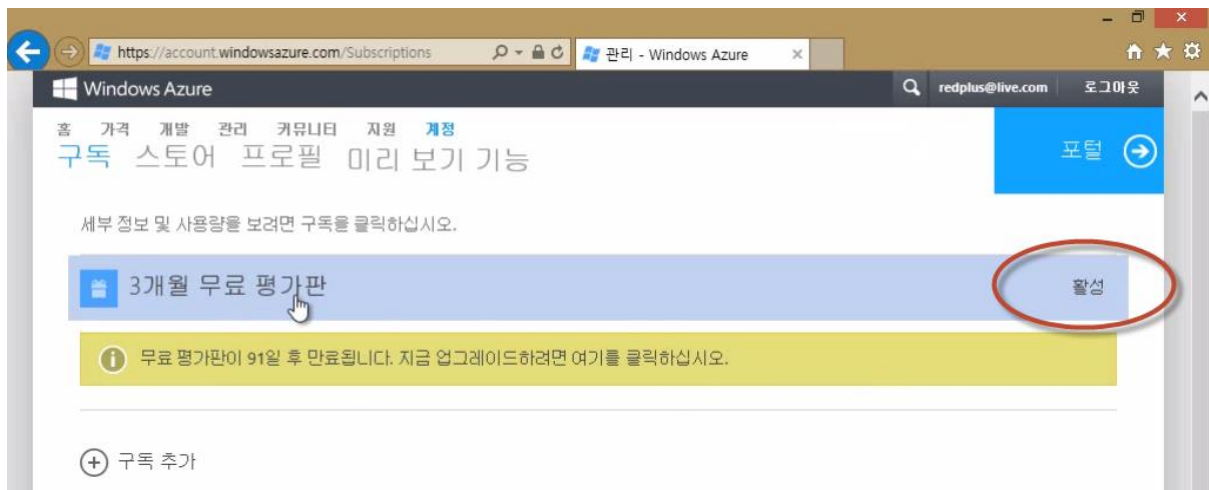 https://account.windowsazure.com/Subscriptions
관리 - Windows Azure
Windows Azure
redplus@live.com
로그아웃
홈 가격 개발 관리 커뮤니티 지원 계정
구독 스토어 프로필 미리 보기 기능
포털
세부 정보 및 사용량을 보려면 구독을 클릭하십시오.
3개월 무료 평가판
활성
무료 평가판이 91일 후 만료됩니다. 지금 업그레이드하려면 여기를 클릭하십시오.
구독 추가